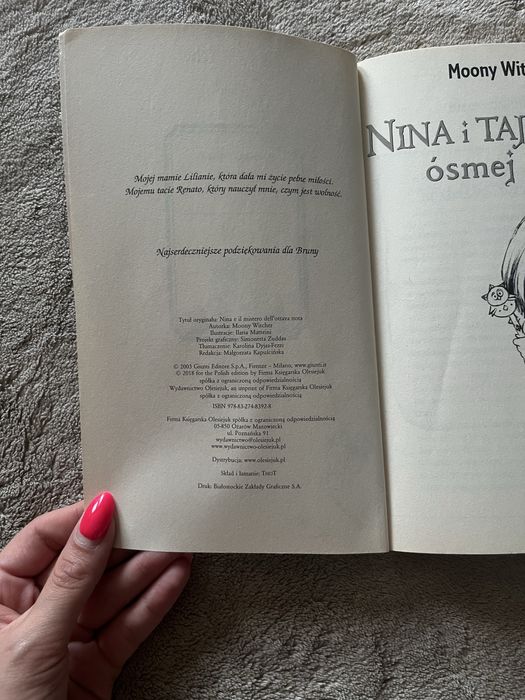 Mojej mamie Lilianie, która dała mi życie pełne miłości.
Mojemu tacie Renato, który nauczył mnie, czym jest wolność.
Najserdeczniejsze podziękowania dla Bruny
Tytuł oryginału: Nina e il mistero dell'ottava nota
Autorka: Moony Witcher
Ilustracje: Ilaria Matteini
Projekt graficzny: Simonetta Zuddas
Tłumaczenie: Karolina Dyjas-Fezzi
Redakcja: Małgorzata Kapuścińska
© 2003 Giunti Editore S.p.A., Firenze – Milano, www.giunti.it
© 2018 for the Polish edition by Firma Księgarska Olesiejuk
spółka z ograniczoną odpowiedzialnością
Wydawnictwo Olesiejuk, an imprint of Firma Księgarska Olesiejuk
spółka z ograniczoną odpowiedzialnością
ISBN 978-83-274-8392-8
Firma Księgarska Olesiejuk spółka z ograniczoną odpowiedzialnością
05-850 Ożarów Mazowiecki
ul. Poznańska 91
wydawnictwo@olesiejuk.pl
www.wydawnictwo-olesiejuk.pl
Dystrybucja: www.olesiejuk.pl
Skład i łamanie: TEKST
Druk: Białostockie Zakłady Graficzne S.A.
Moony Witc
NINA i TAJ
ósmej